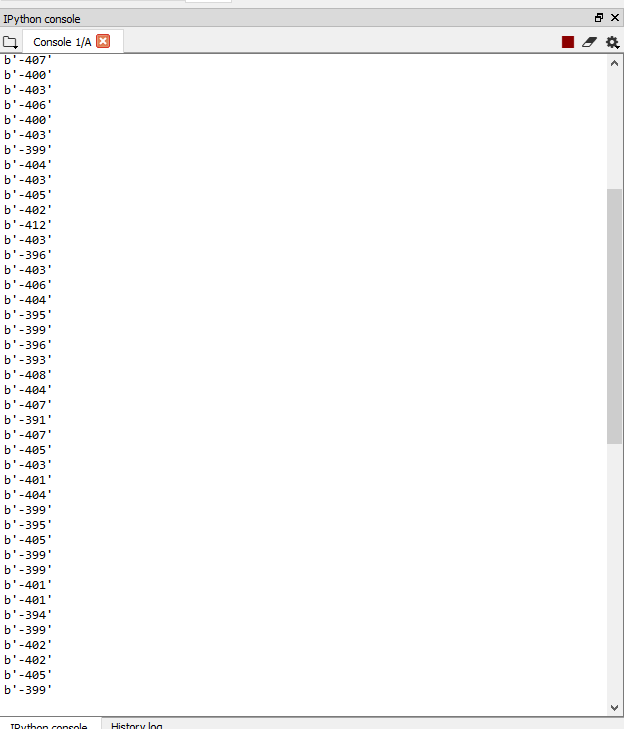 IPython console
Console 1/A
b'-407'
b'-400'
b'-403'
b'-406'
b'-400'
b'-403'
b'-399'
b'-404'
b'-403'
b'-405'
b'-402'
b'-412'
b'-403'
b'-396'
b'-403'
b'-406'
b'-404'
b'-395'
b'-399'
b'-396'
b'-393'
b'-408'
b'-404'
b'-407'
b'-391'
b'-407'
b'-405'
b'-403'
b'-401'
b'-404'
b'-399'
b'-395'
b'-405'
b'-399'
b'-399'
b'-401'
b'-401'
b'-394'
b'-399'
b'-402'
b'-402'
b'-405'
b'-399'
IPython console History log